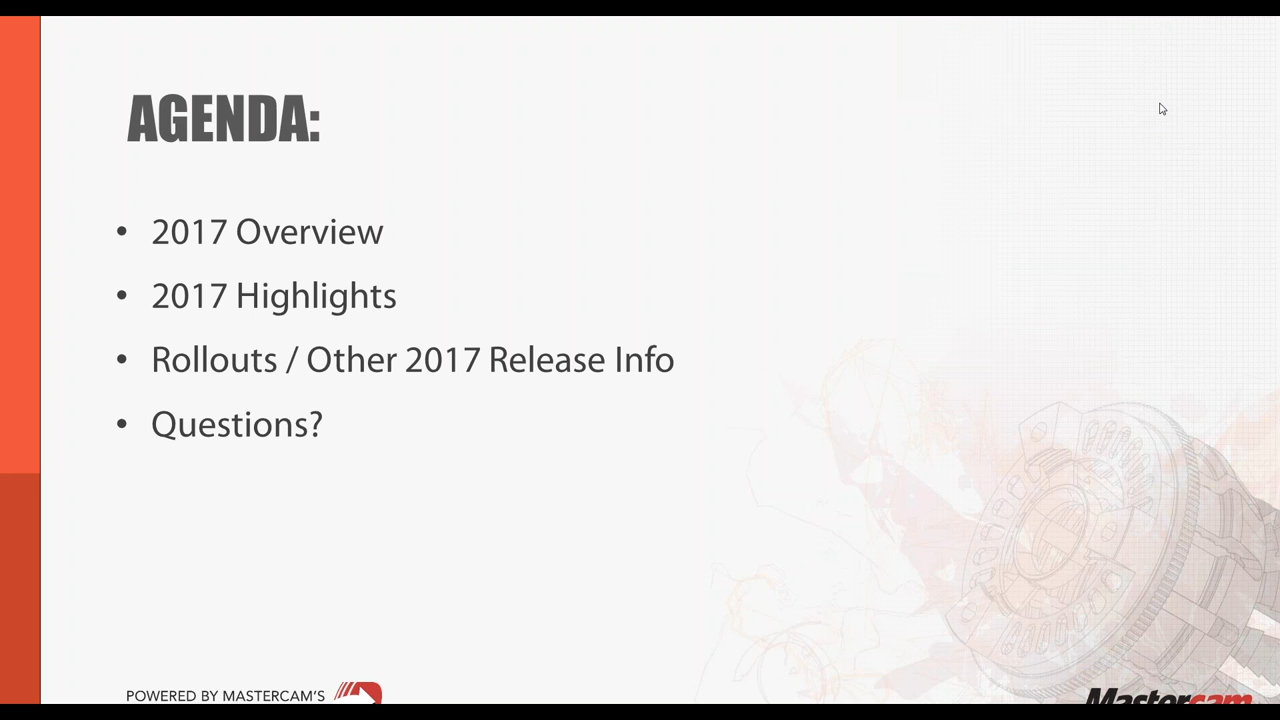 AGENDA:
• 2017 Overview
• 2017 Highlights
• Rollouts / Other 2017 Release Info
• Questions?
POWERED BY MASTERCAM'S
Mastercam